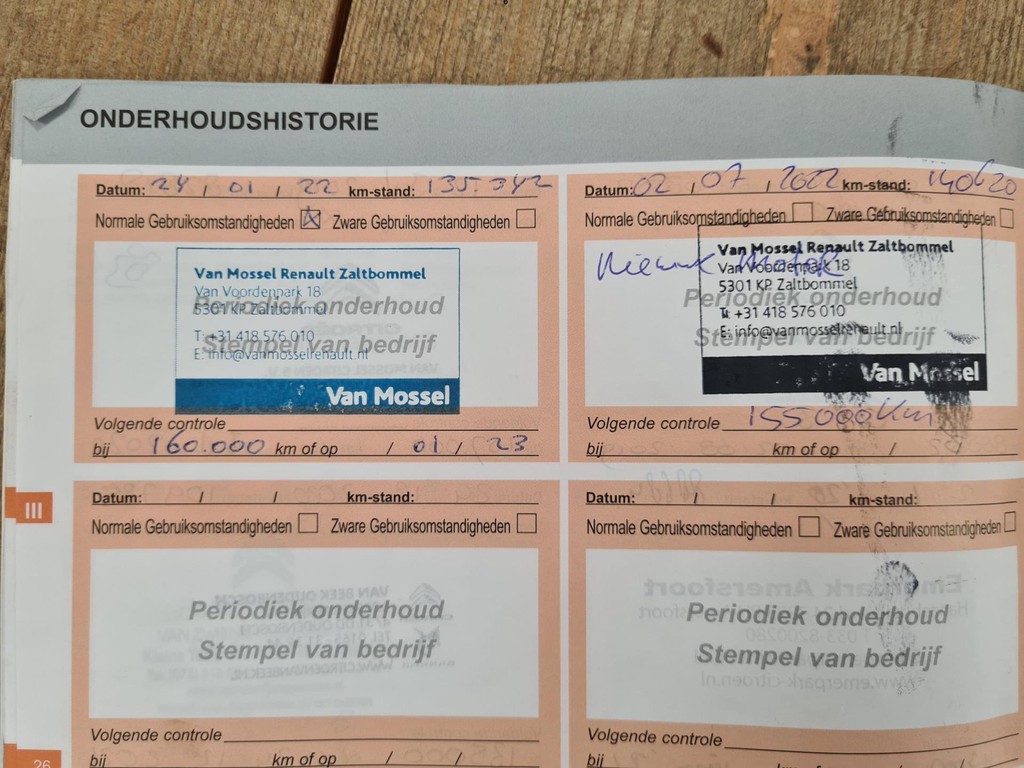 ONDERHOUDSHISTORIE
Datum: 24 / 01 / 22 km-stand: 135.342
Normale Gebruiksomstandigheden Zware Gebruiksomstandigheden
Van Mossel Renault Zaltbommel
Van Voordenpark 18
5301 KP Zaltbommel
Periodiek onderhoud
T: +31 418 576 010
Stempel van bedrijf
E: info@vanmosselrenault.nl
Van Mossel
Volgende controle
bij 160.000 km of op / 01 / 23
Datum: 02 / 07 / 2022 km-stand: 140620
Normale Gebruiksomstandigheden Zware Gebruiksomstandigheden
Van Mossel Renault Zaltbommel
Nieuwe Motor
Van Voordenpark 18
5301 KP Zaltbommel
Periodiek onderhoud
T: +31 418 576 010
E: info@vanmosselrenault.nl
Stempel van bedrijf
Van Mossel
Volgende controle 155000 Km
bij km of op /
III
Datum: / / km-stand:
Normale Gebruiksomstandigheden Zware Gebruiksomstandigheden
Periodiek onderhoud
Stempel van bedrijf
Volgende controle
bij km of op / /
Datum: / / km-stand:
Normale Gebruiksomstandigheden Zware Gebruiksomstandigheden
Periodiek onderhoud
Stempel van bedrijf
Volgende controle
bij km of op /
26